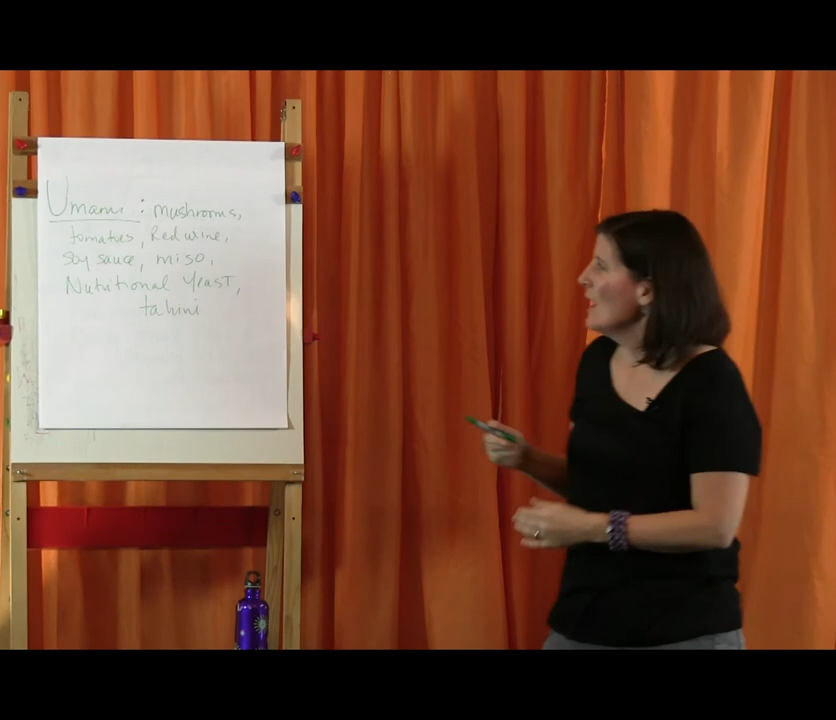 Umami : mushrooms,
tomatoes, Red wine,
Soy sauce, miso,
Nutritional Yeast,
tahini